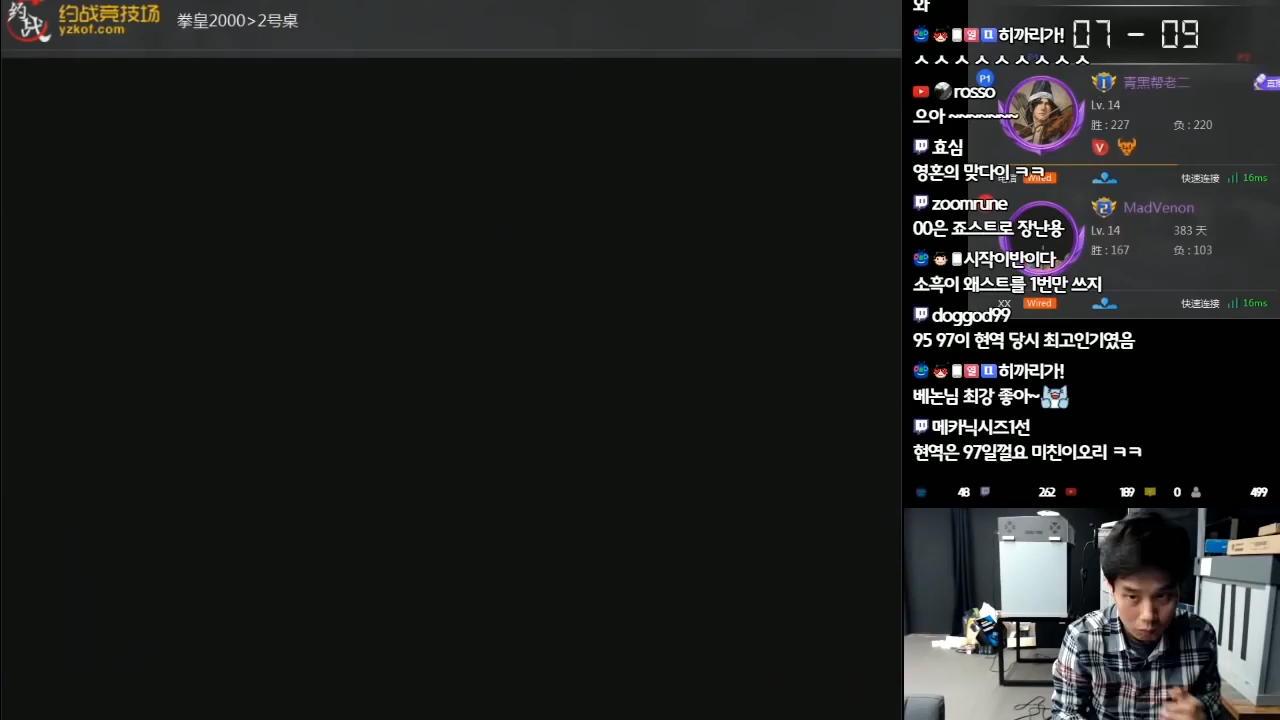 约战竞技场
yzkof.com
拳皇2000>2号桌
약
战
와
히까리가!
ㅅㅅㅅㅅㅅㅅㅅㅅㅅ
07 - 09
P1
青黑帮老二
rosso
Lv. 14
으아~~~~~~~
胜 : 227
负 : 220
효심
V
영혼의 맞다이 ㅋㅋ
Wired
快速连接
16ms
zoomrune
MadVenon
00은 죠스트로 장난용
Lv. 14
383 天
胜 : 167
负 : 103
시작이반이다
소흑이 왜스트를 1번만 쓰지
XX
Wired
快速连接
16ms
doggod99
95 97이 현역 당시 최고인기였음
히까리가!
베논님 최강 좋아~
메카닉시즈1선
현역은 97일껄요 미친이오리 ㅋㅋ
48
262
189
0
499